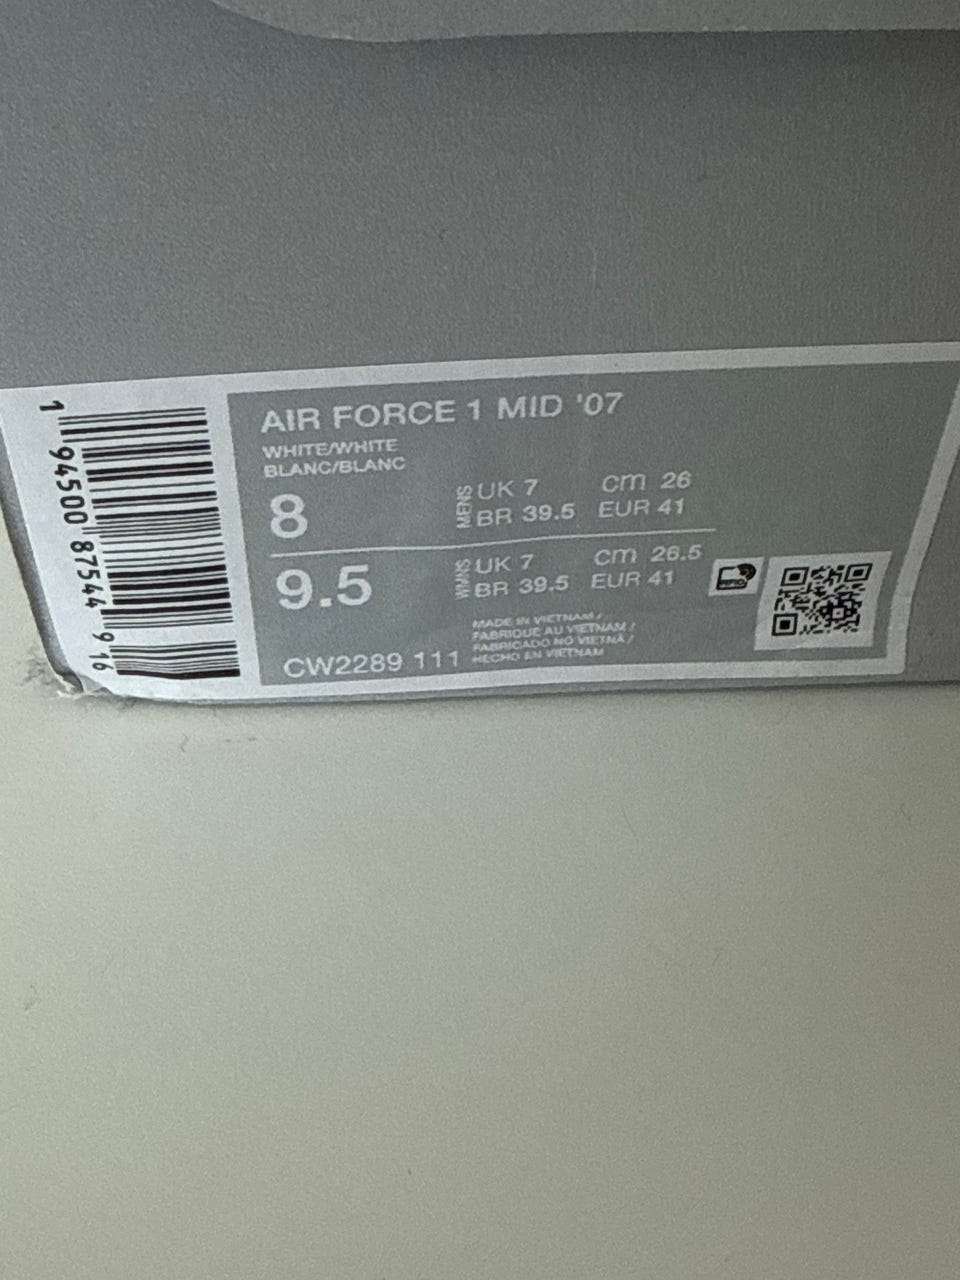 1 94500 87544 9 16
AIR FORCE 1 MID '07
WHITE/WHITE
BLANC/BLANC
8 MENS UK 7 cm 26
BR 39.5 EUR 41
9.5 WMNS UK 7 cm 26.5
BR 39.5 EUR 41
MADE IN VIETNAM /
FABRIQUE AU VIETNAM /
FABRICADO NO VIETNÃ /
HECHO EN VIETNAM
CW2289 111
RFID